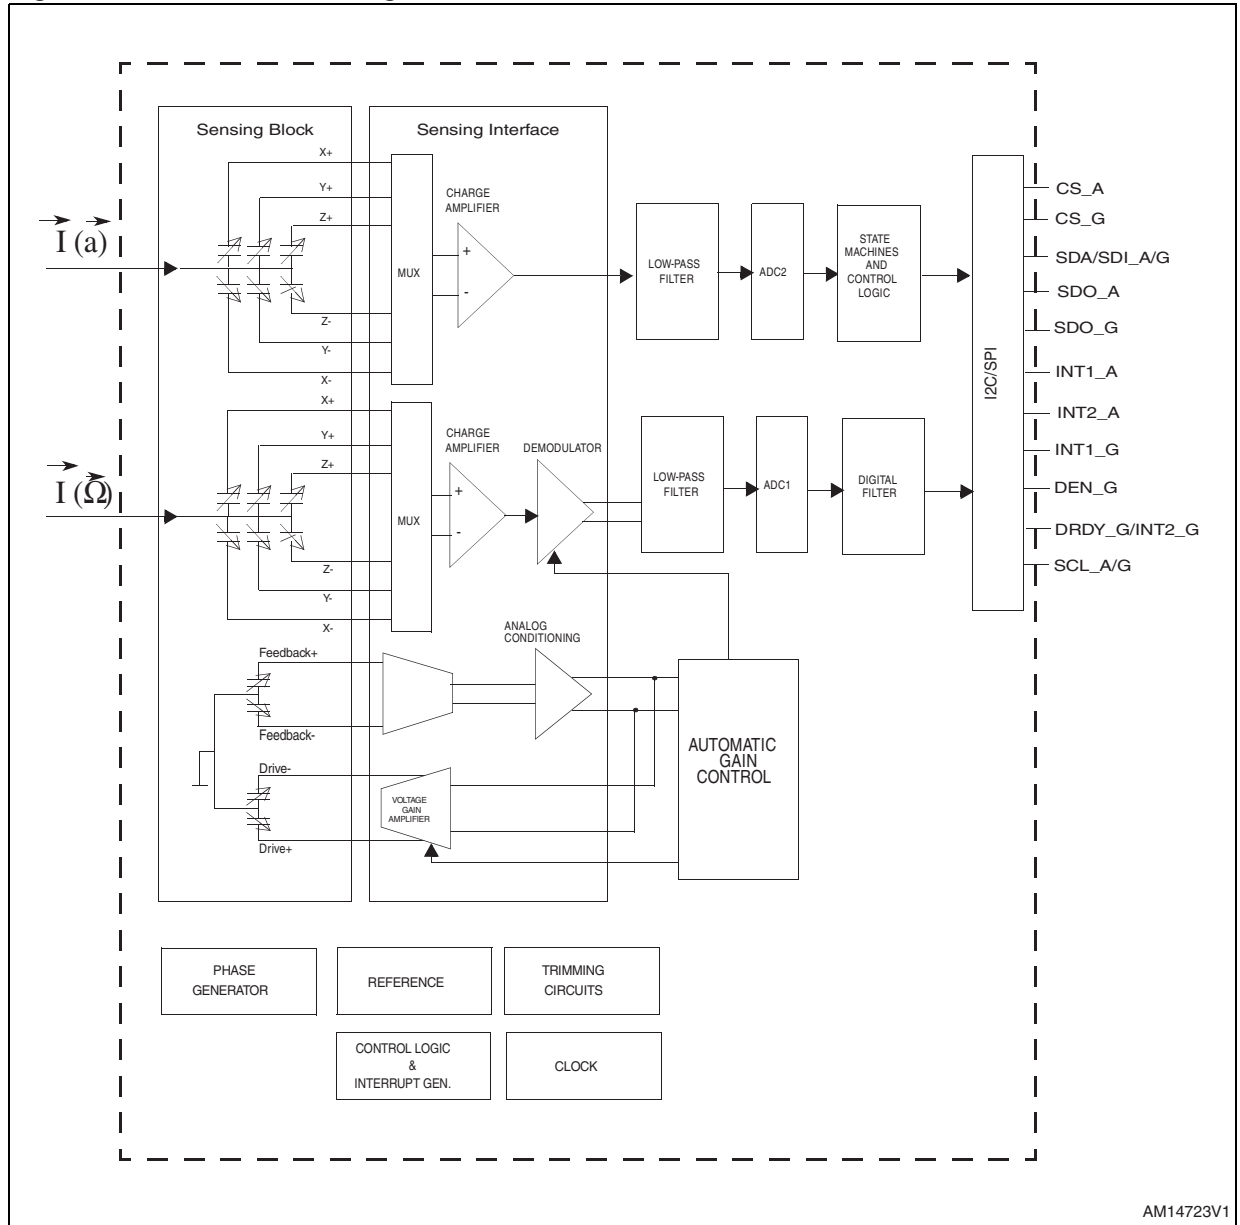 Sensing Block
Sensing Interface
X+
Y+
Z+
Z-
Y-
X-
I (a)
MUX
CHARGE
AMPLIFIER
+
-
LOW-PASS
FILTER
ADC2
STATE
MACHINES
AND
CONTROL
LOGIC
I2C/SPI
CS_A
CS_G
SDA/SDI_A/G
SDO_A
SDO_G
INT1_A
INT2_A
INT1_G
DEN_G
DRDY_G/INT2_G
SCL_A/G
X+
Y+
Z+
Z-
Y-
X-
I (Ω)
MUX
CHARGE
AMPLIFIER
+
-
DEMODULATOR
LOW-PASS
FILTER
ADC1
DIGITAL
FILTER
Feedback+
Feedback-
ANALOG
CONDITIONING
Drive-
Drive+
VOLTAGE
GAIN
AMPLIFIER
AUTOMATIC
GAIN
CONTROL
PHASE
GENERATOR
REFERENCE
TRIMMING
CIRCUITS
CONTROL LOGIC
&
INTERRUPT GEN.
CLOCK
AM14723V1